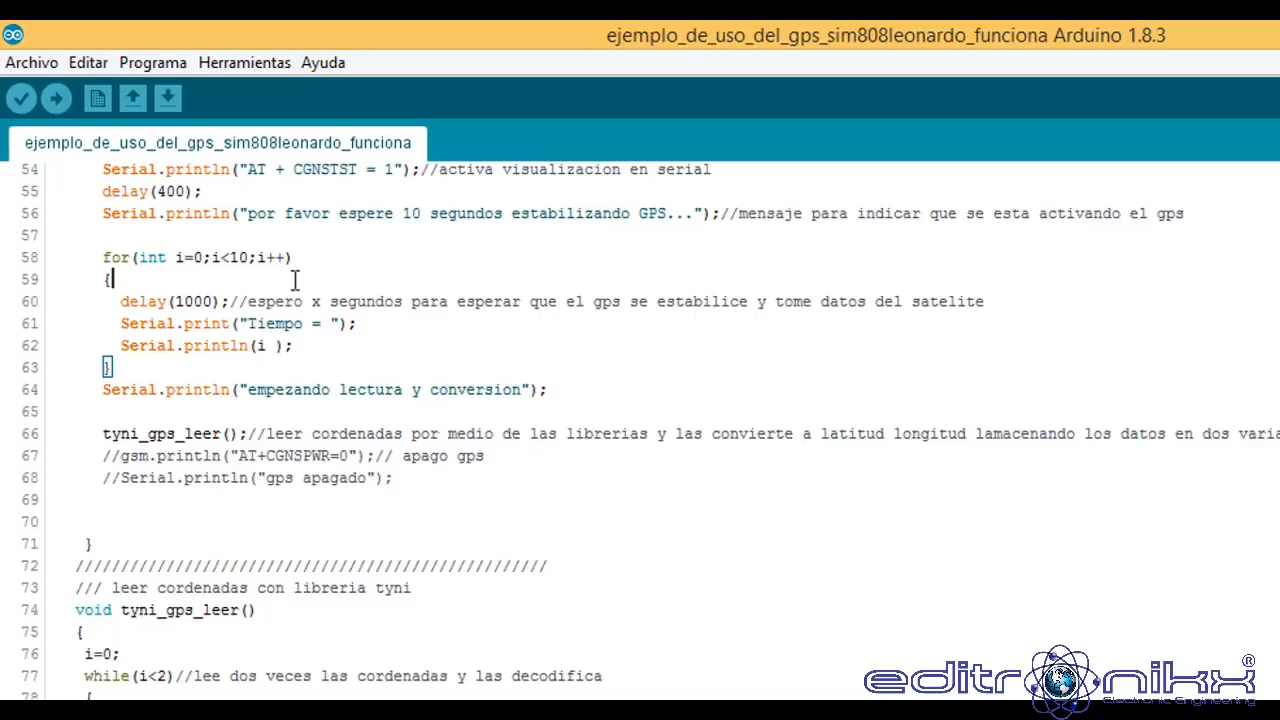 ejemplo_de_uso_del_gps_sim808leonardo_funciona Arduino 1.8.3
Archivo Editar Programa Herramientas Ayuda
ejemplo_de_uso_del_gps_sim808leonardo_funciona
54 Serial.println("AT + CGNSTST = 1");//activa visualizacion en serial
55 delay(400);
56 Serial.println("por favor espere 10 segundos estabilizando GPS...");//mensaje para indicar que se esta activando el gps
57
58 for(int i=0;i<10;i++)
59 {
60 delay(1000);//espero x segundos para esperar que el gps se estabilice y tome datos del satelite
61 Serial.print("Tiempo = ");
62 Serial.println(i );
63 }
64 Serial.println("empezando lectura y conversion");
65
66 tyni_gps_leer();//leer cordenadas por medio de las librerias y las convierte a latitud longitud lamacenando los datos en dos varia
67 //gsm.println("AT+CGNSPWR=0");// apago gps
68 //Serial.println("gps apagado");
69
70
71 }
72 ////////////////////////////////////////////////////
73 /// leer cordenadas con libreria tyni
74 void tyni_gps_leer()
75 {
76 i=0;
77 while(i<2)//lee dos veces las cordenadas y las decodifica
78 {
editronikx®
Electronic Engineering